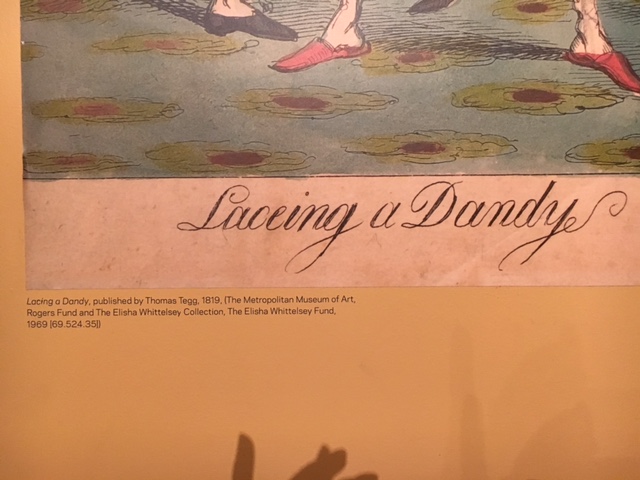 Laceing a Dandy
Lacing a Dandy, published by Thomas Tegg, 1819, (The Metropolitan Museum of Art,
Rogers Fund and The Elisha Whittelsey Collection, The Elisha Whittelsey Fund,
1969 [69.524.35])